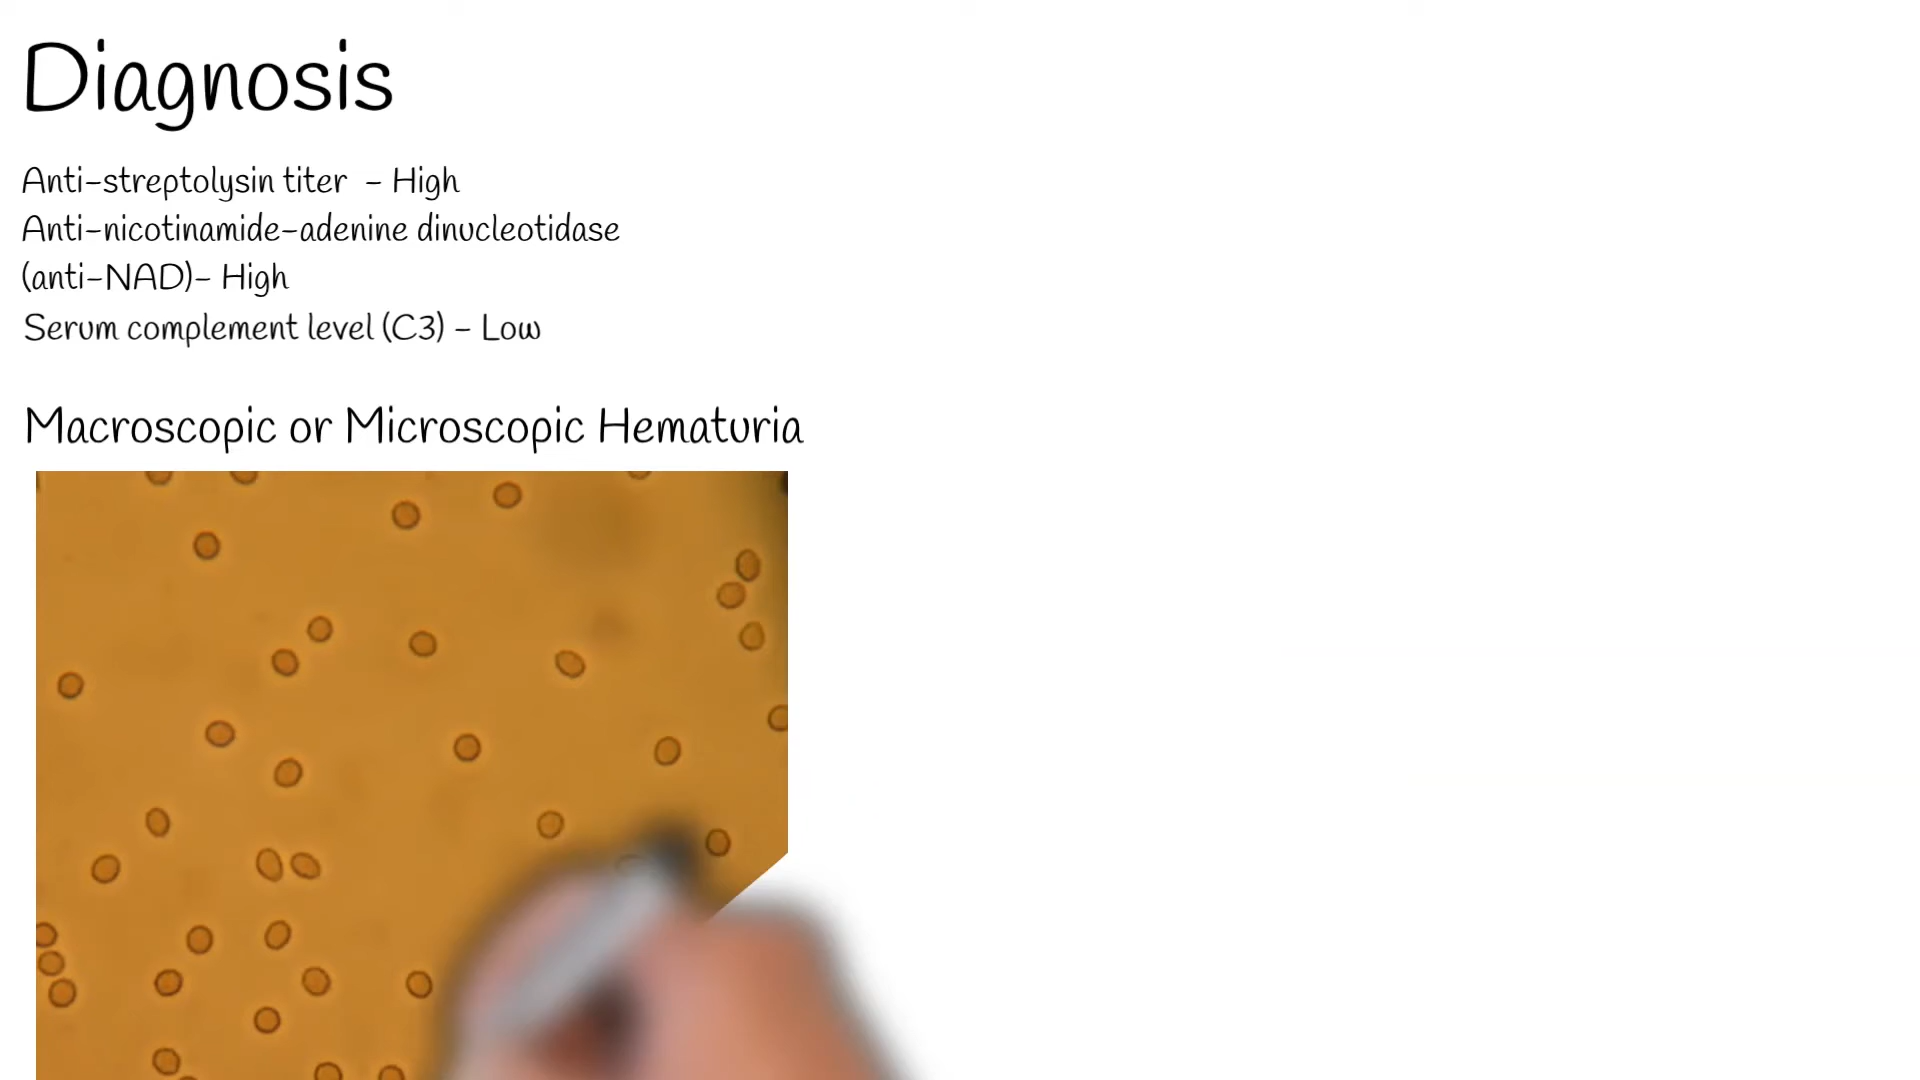 Diagnosis
Anti-streptolysin titer - High
Anti-nicotinamide-adenine dinucleotidase
(anti-NAD)- High
Serum complement level (C3) - Low
Macroscopic or Microscopic Hematuria